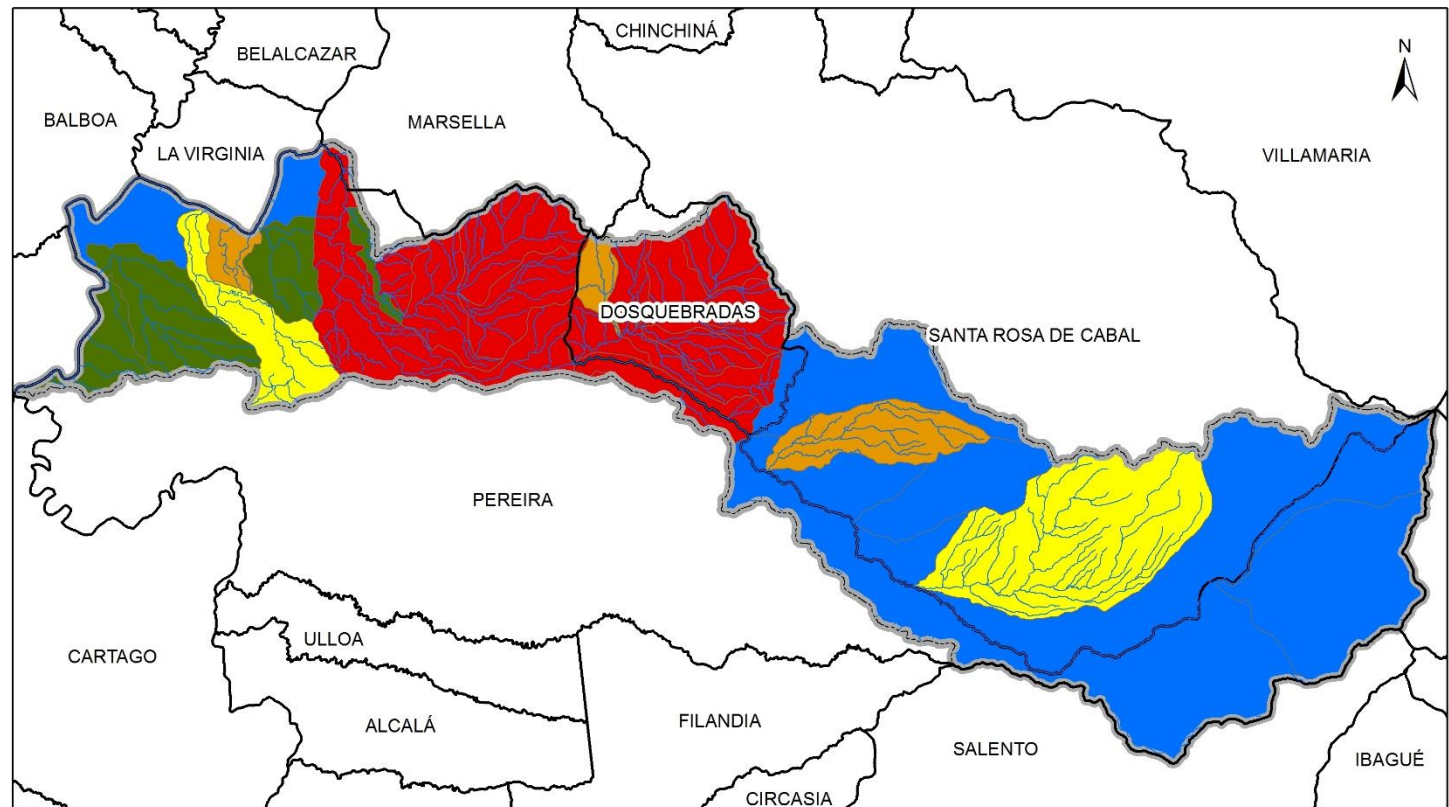 CHINCHINÁ
BELALCAZAR
N
BALBOA
MARSELLA
LA VIRGINIA
VILLAMARIA
DOSQUEBRADAS
SANTA ROSA DE CABAL
PEREIRA
ULLOA
CARTAGO
ALCALÁ
FILANDIA
SALENTO
IBAGUÉ
CIRCASIA